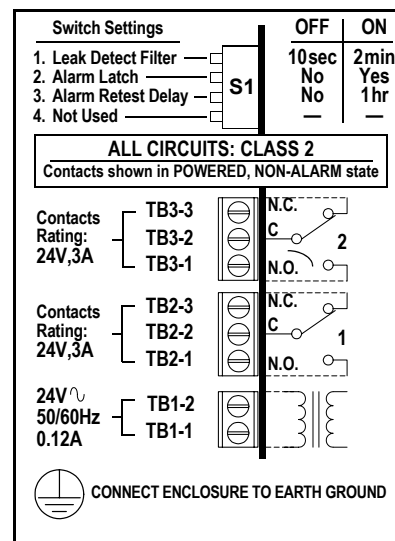 Switch Settings OFF ON
1. Leak Detect Filter 10sec 2min
2. Alarm Latch No Yes
3. Alarm Retest Delay No 1hr
4. Not Used — —
S1
ALL CIRCUITS: CLASS 2
Contacts shown in POWERED, NON-ALARM state
Contacts
Rating:
24V,3A
TB3-3 N.C.
TB3-2 C
TB3-1 N.O.
2
Contacts
Rating:
24V,3A
TB2-3 N.C.
TB2-2 C
TB2-1 N.O.
1
24V∿
50/60Hz
0.12A
TB1-2
TB1-1
CONNECT ENCLOSURE TO EARTH GROUND